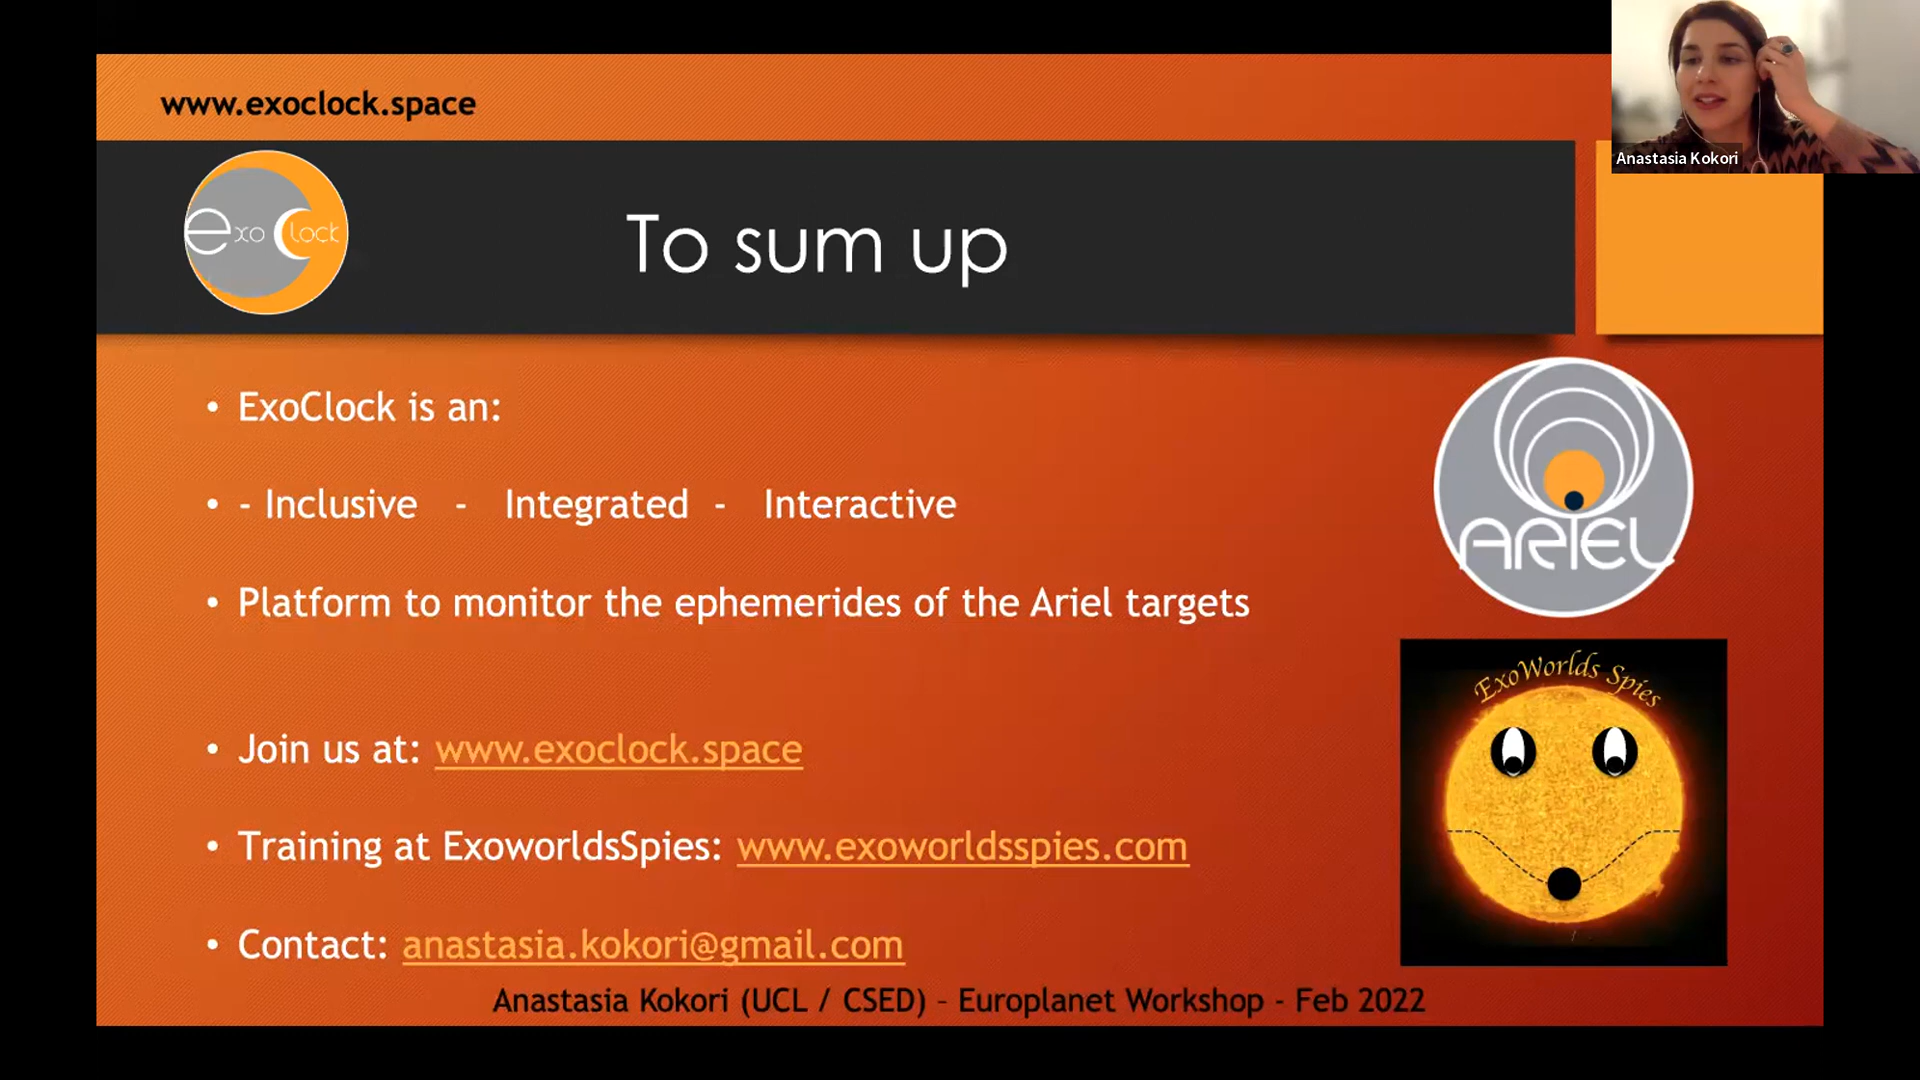 www.exoclock.space
Anastasia Kokori
exo Clock
To sum up
• ExoClock is an:
• - Inclusive - Integrated - Interactive
• Platform to monitor the ephemerides of the Ariel targets
ARIEL
ExoWorlds Spies
• Join us at: www.exoclock.space
• Training at ExoworldsSpies: www.exoworldsspies.com
• Contact: anastasia.kokori@gmail.com
Anastasia Kokori (UCL / CSED) – Europlanet Workshop - Feb 2022